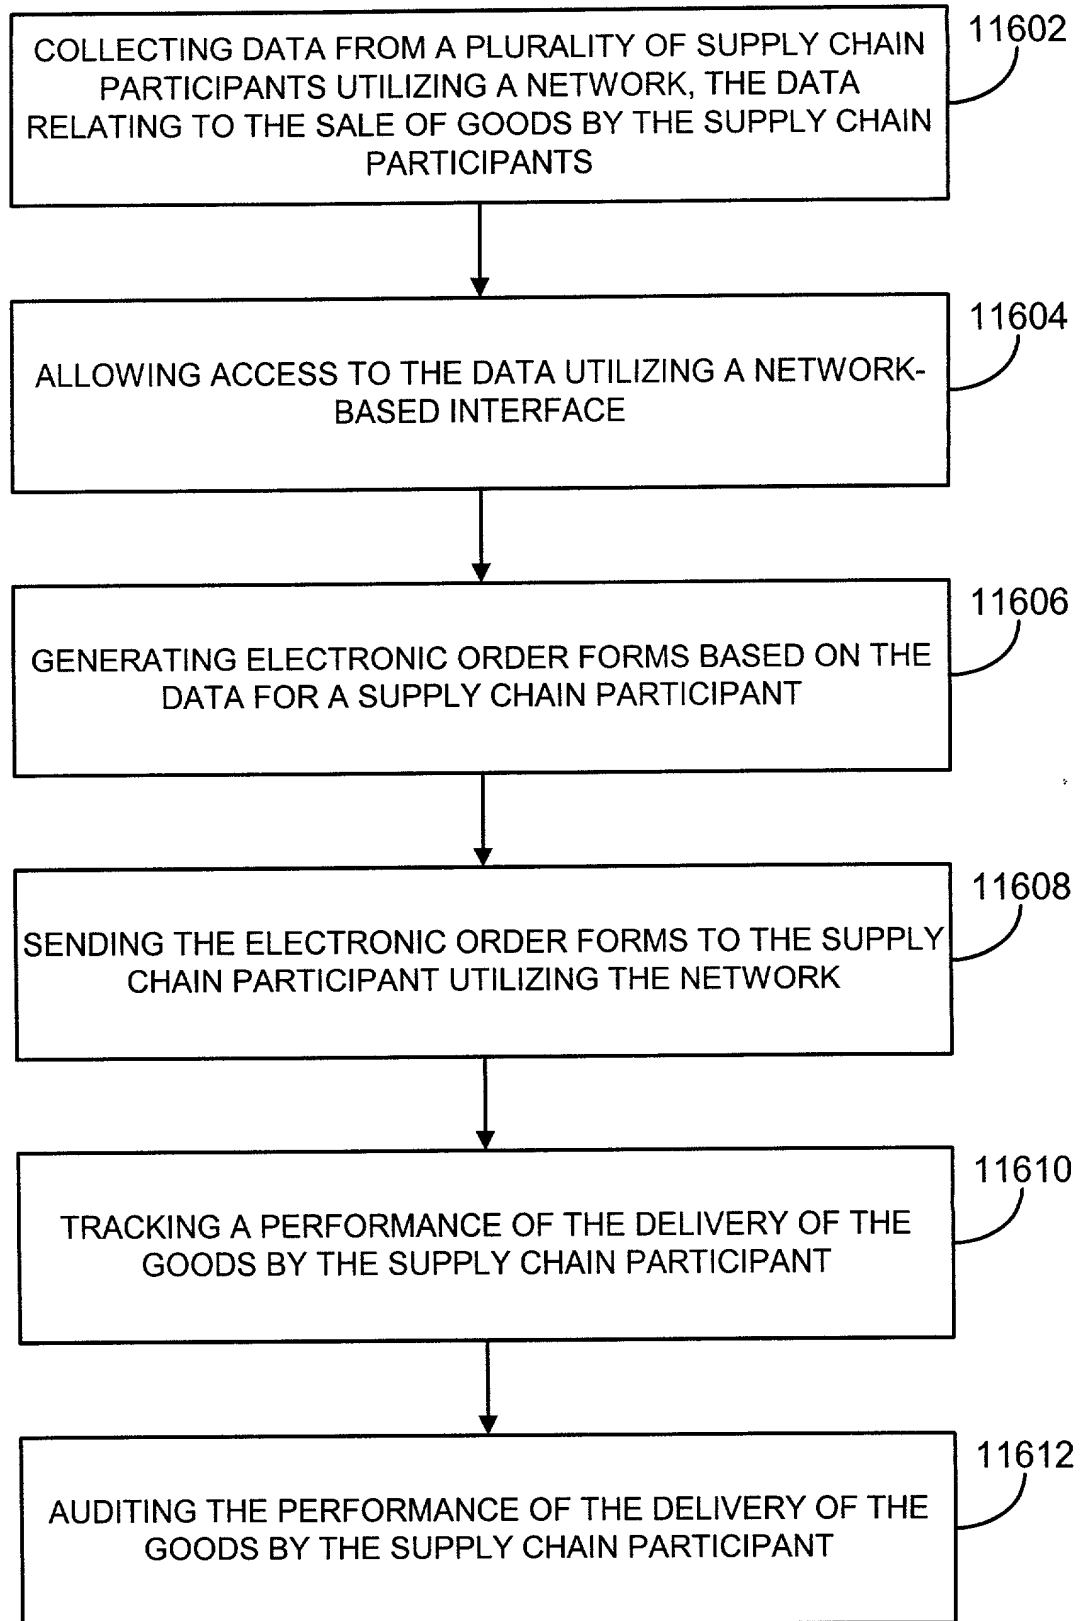 11602
COLLECTING DATA FROM A PLURALITY OF SUPPLY CHAIN
PARTICIPANTS UTILIZING A NETWORK, THE DATA
RELATING TO THE SALE OF GOODS BY THE SUPPLY CHAIN
PARTICIPANTS
11604
ALLOWING ACCESS TO THE DATA UTILIZING A NETWORK-
BASED INTERFACE
11606
GENERATING ELECTRONIC ORDER FORMS BASED ON THE
DATA FOR A SUPPLY CHAIN PARTICIPANT
11608
SENDING THE ELECTRONIC ORDER FORMS TO THE SUPPLY
CHAIN PARTICIPANT UTILIZING THE NETWORK
11610
TRACKING A PERFORMANCE OF THE DELIVERY OF THE
GOODS BY THE SUPPLY CHAIN PARTICIPANT
11612
AUDITING THE PERFORMANCE OF THE DELIVERY OF THE
GOODS BY THE SUPPLY CHAIN PARTICIPANT